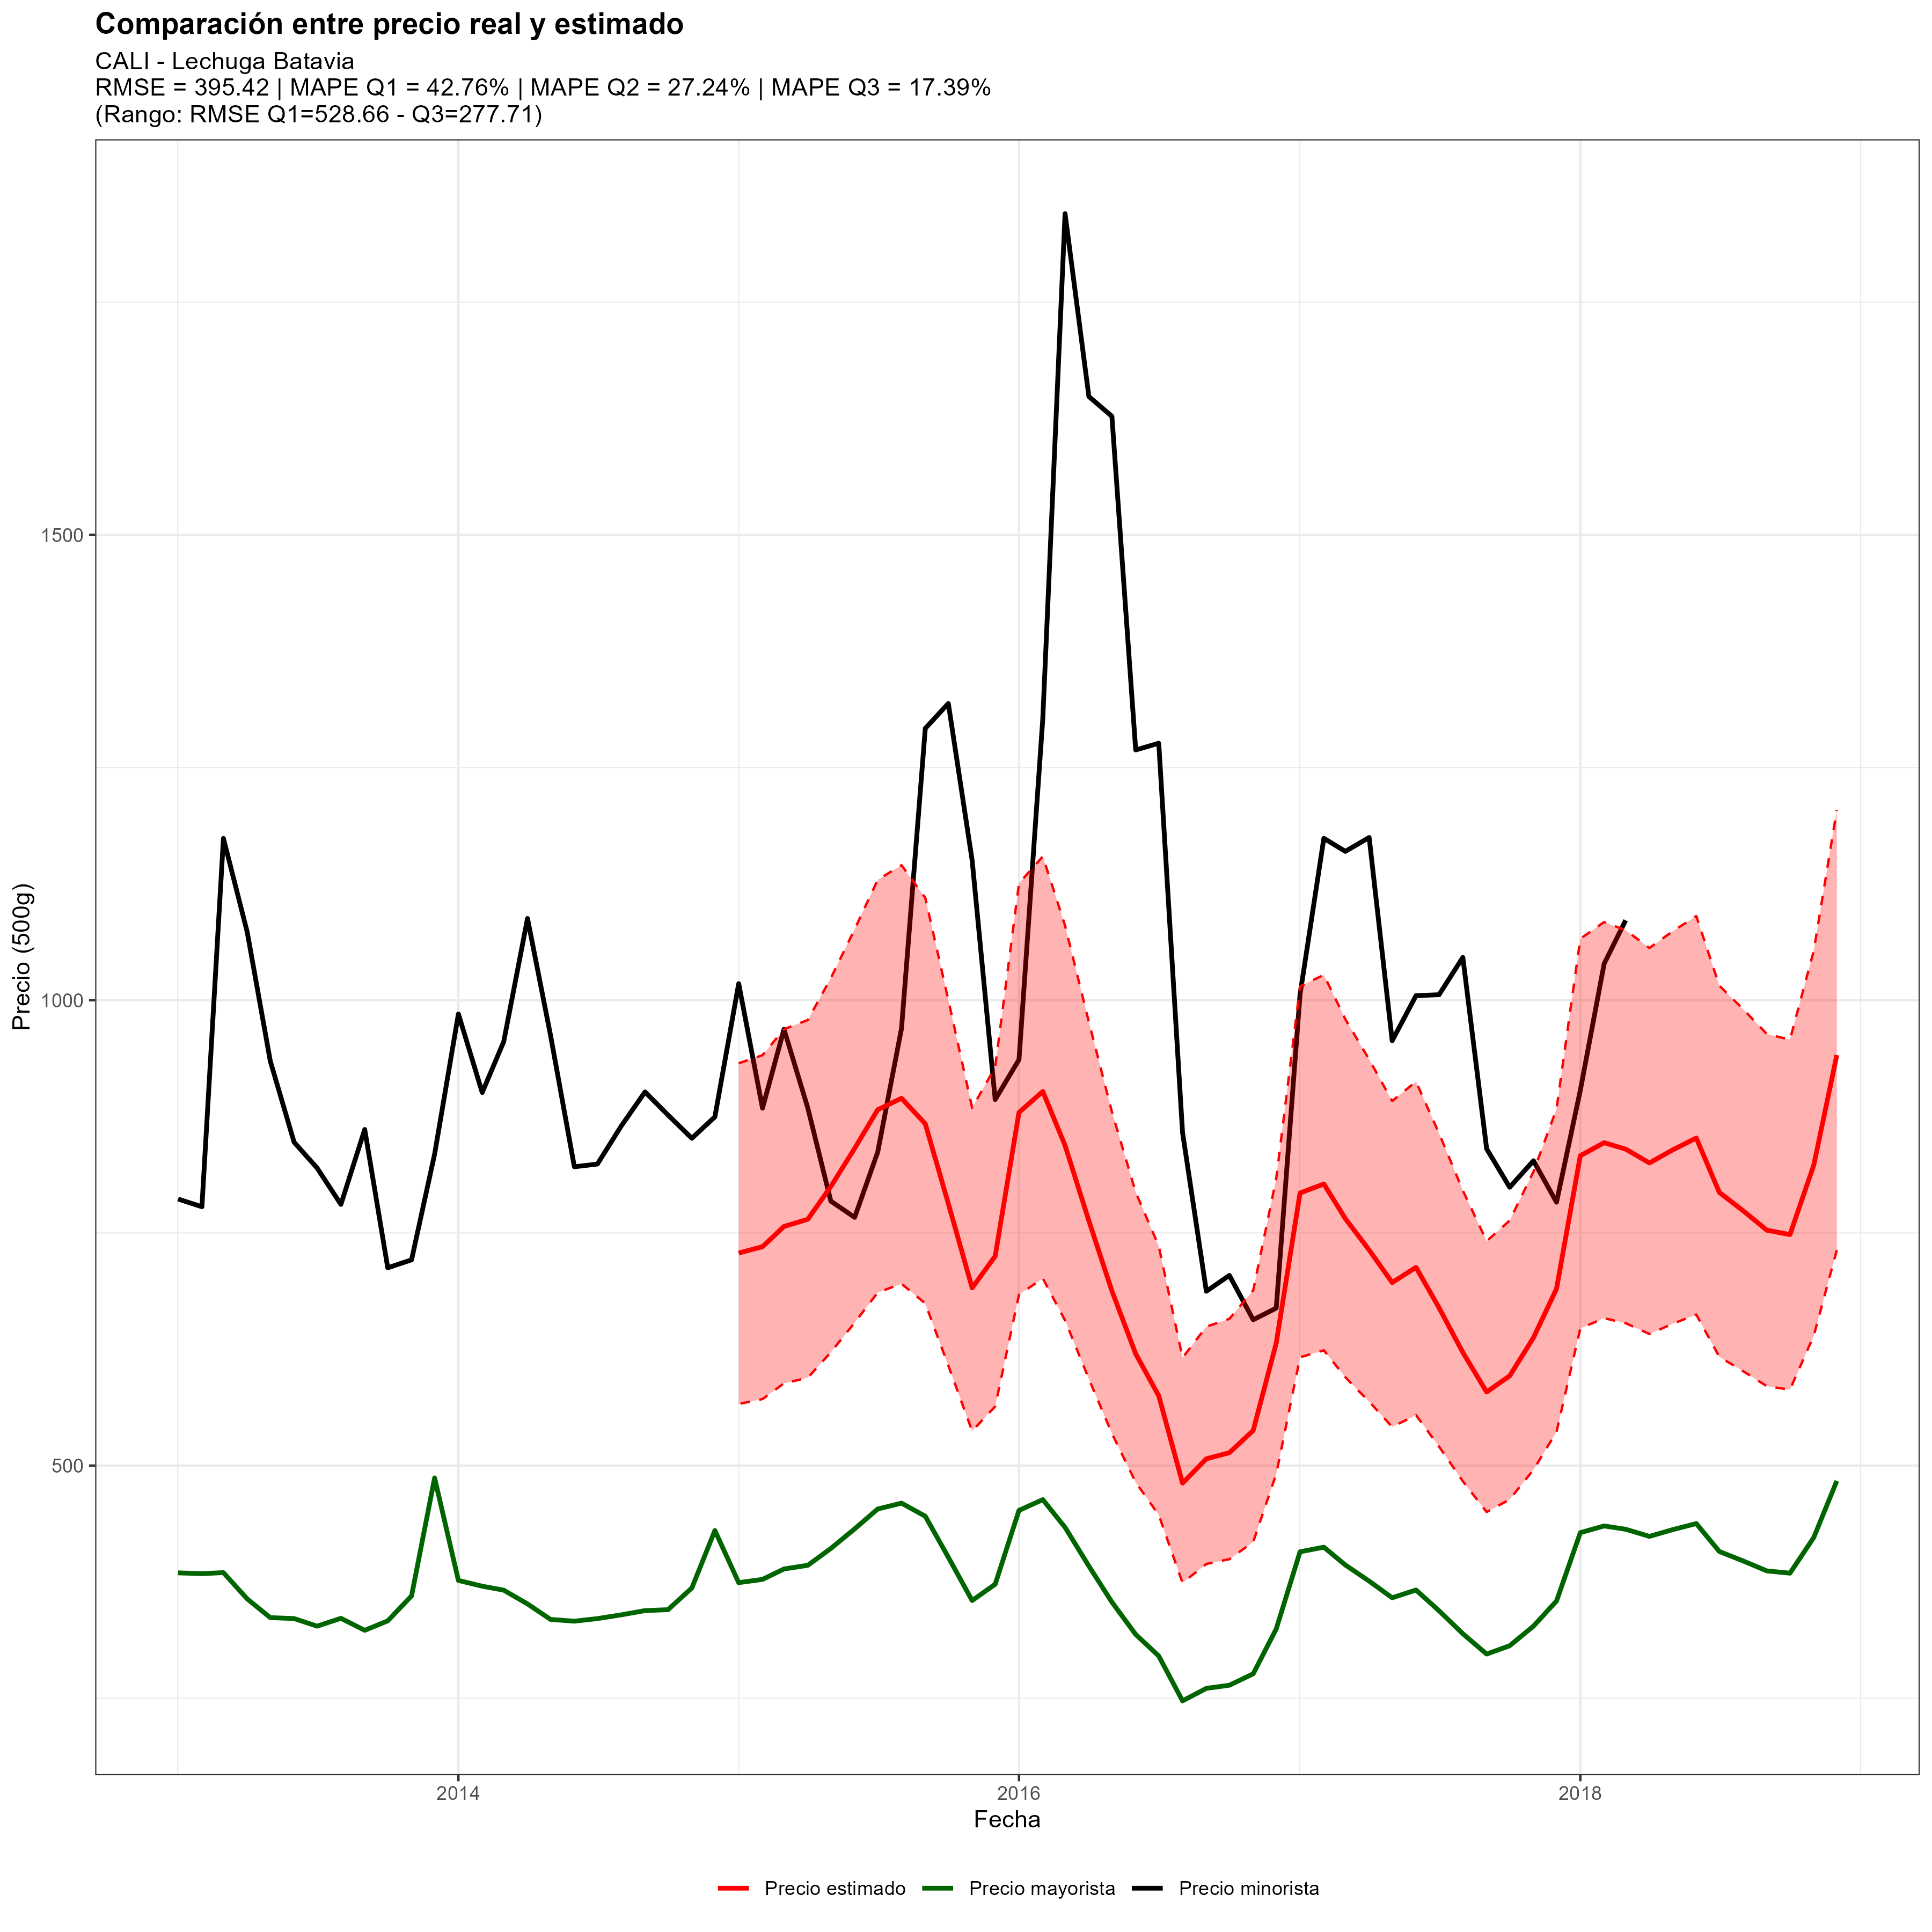 Comparación entre precio real y estimado
CALI - Lechuga Batavia
RMSE = 395.42 | MAPE Q1 = 42.76% | MAPE Q2 = 27.24% | MAPE Q3 = 17.39%
(Rango: RMSE Q1=528.66 - Q3=277.71)
Precio (500g)
1500
1000
500
2014
2016
2018
Fecha
Precio estimado
Precio mayorista
Precio minorista